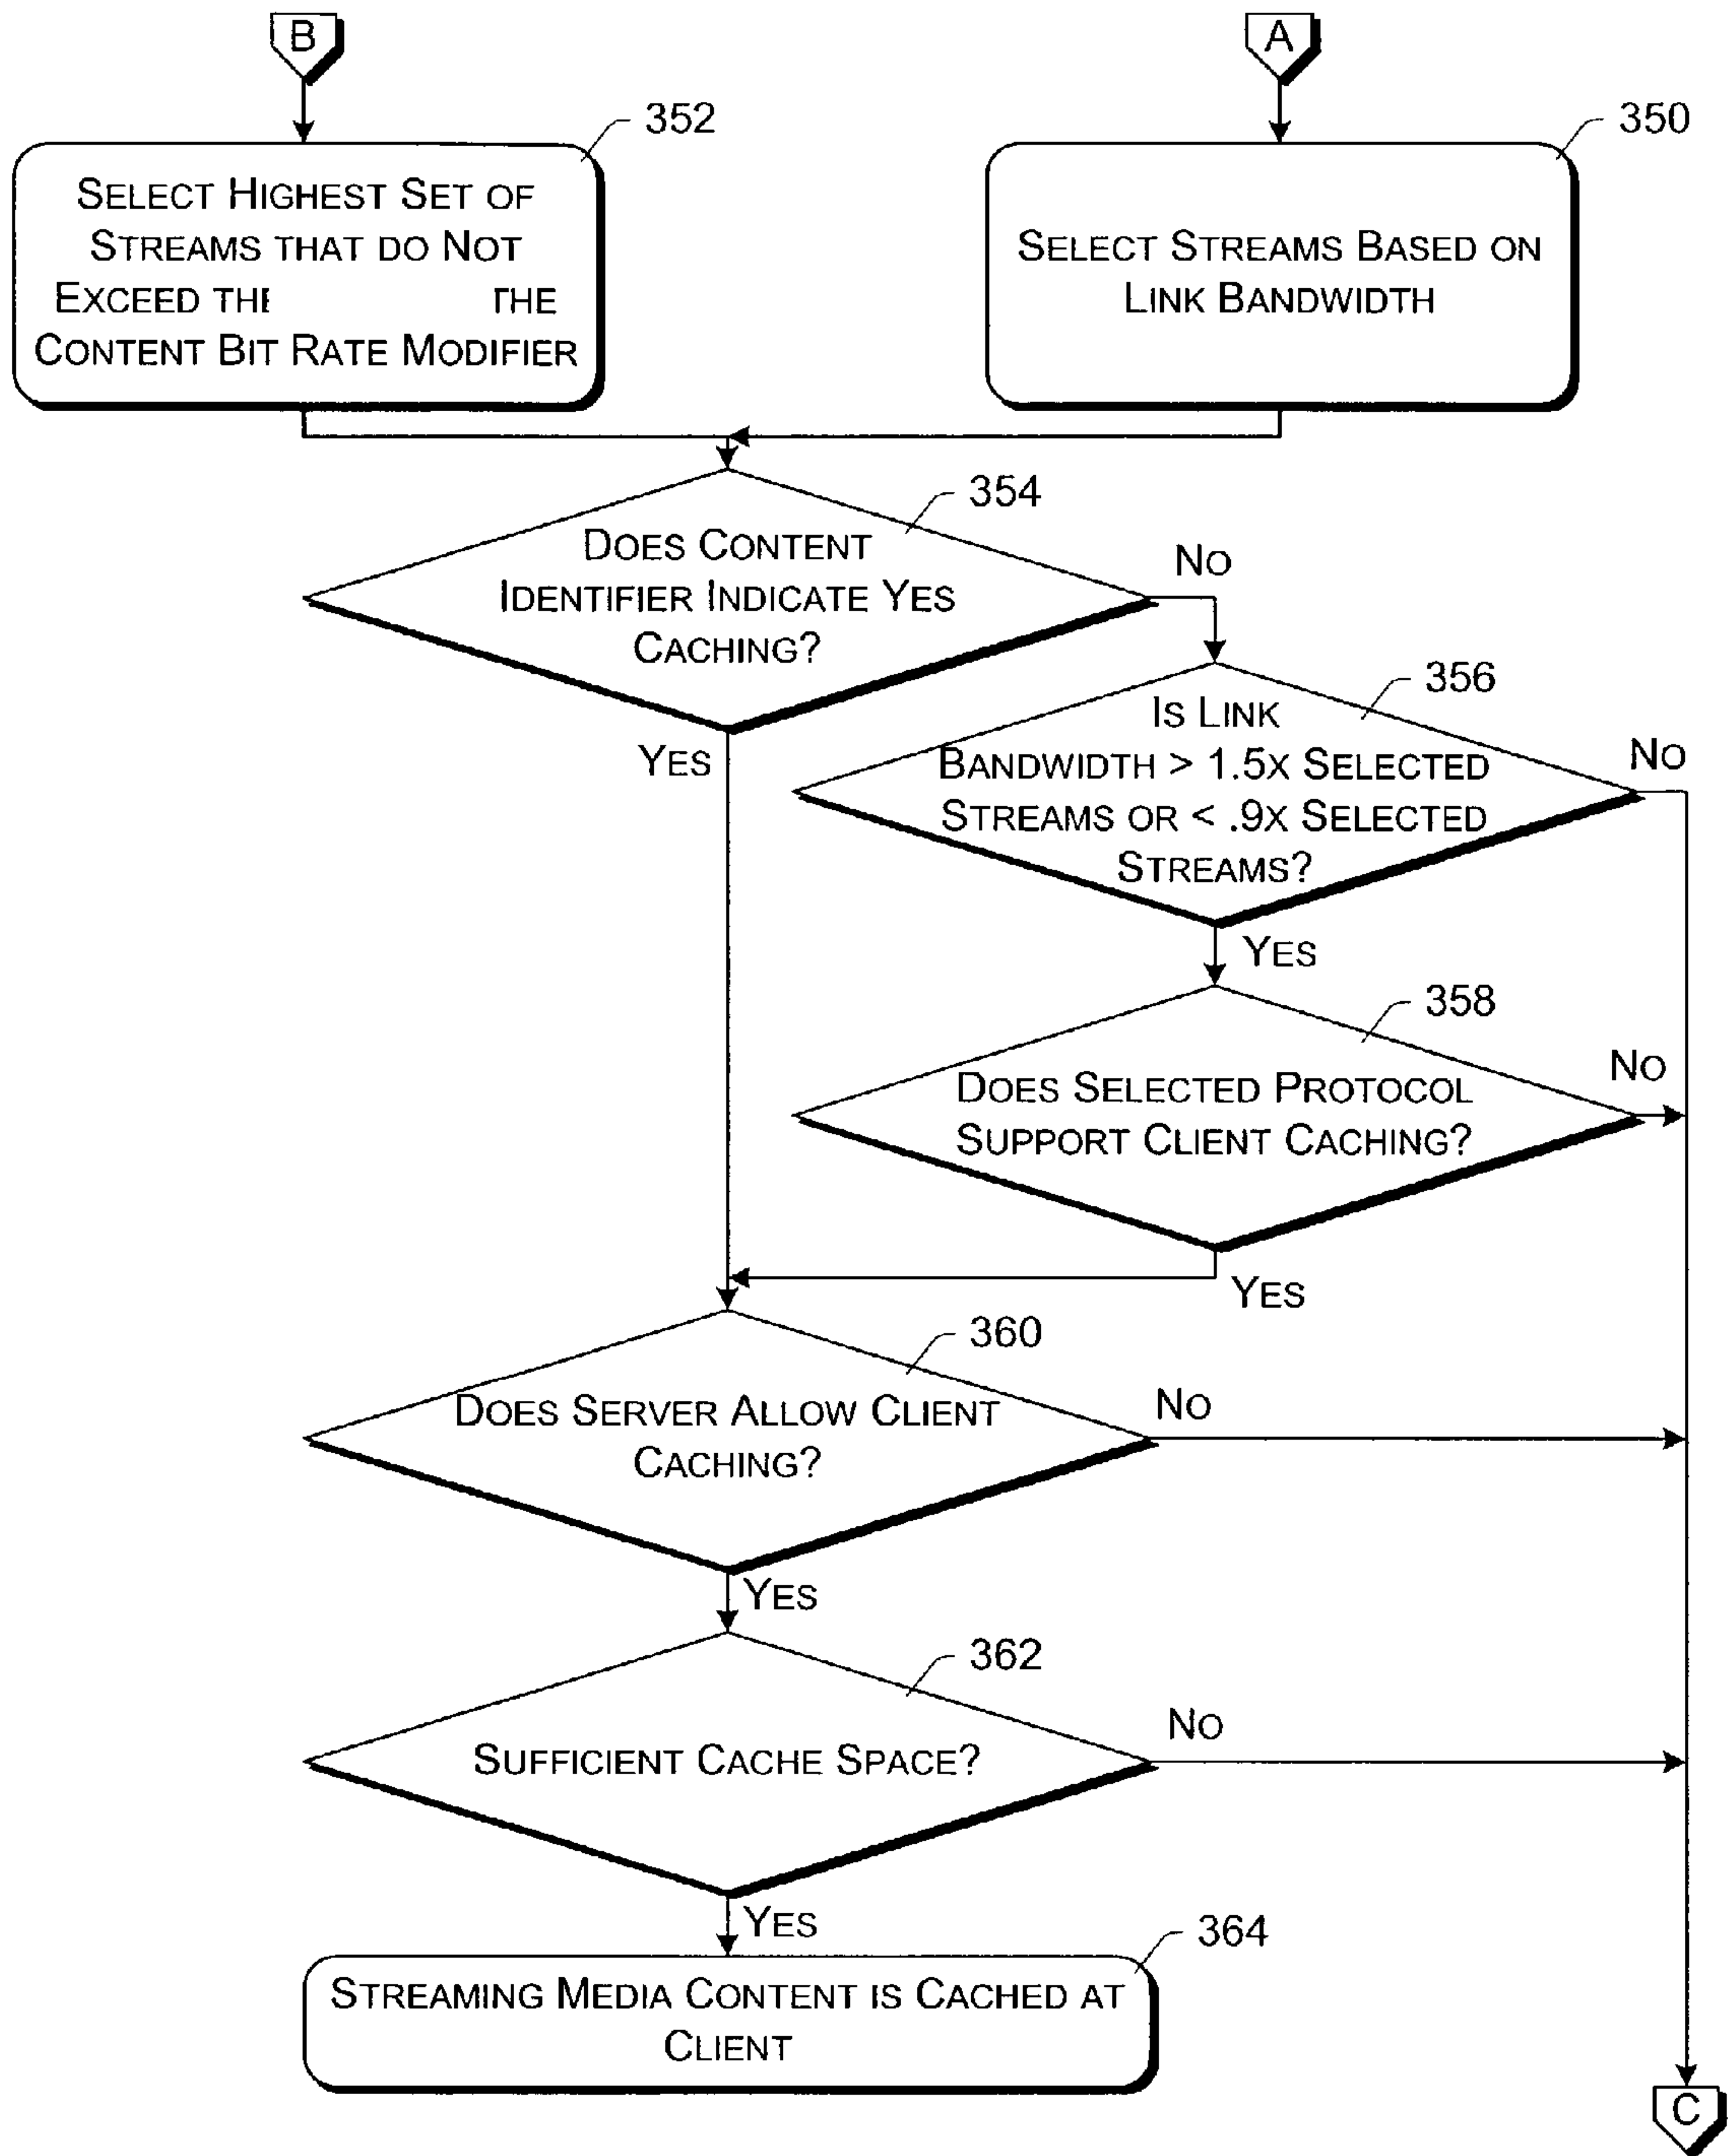 B
A
352
350
SELECT HIGHEST SET OF
STREAMS THAT DO NOT
EXCEED THE THE
CONTENT BIT RATE MODIFIER
SELECT STREAMS BASED ON
LINK BANDWIDTH
354
DOES CONTENT
IDENTIFIER INDICATE YES
CACHING?
NO
YES
356
IS LINK
BANDWIDTH > 1.5X SELECTED
STREAMS OR < .9X SELECTED
STREAMS?
NO
YES
358
DOES SELECTED PROTOCOL
SUPPORT CLIENT CACHING?
NO
YES
360
DOES SERVER ALLOW CLIENT
CACHING?
NO
YES
362
SUFFICIENT CACHE SPACE?
NO
YES
364
STREAMING MEDIA CONTENT IS CACHED AT
CLIENT
C